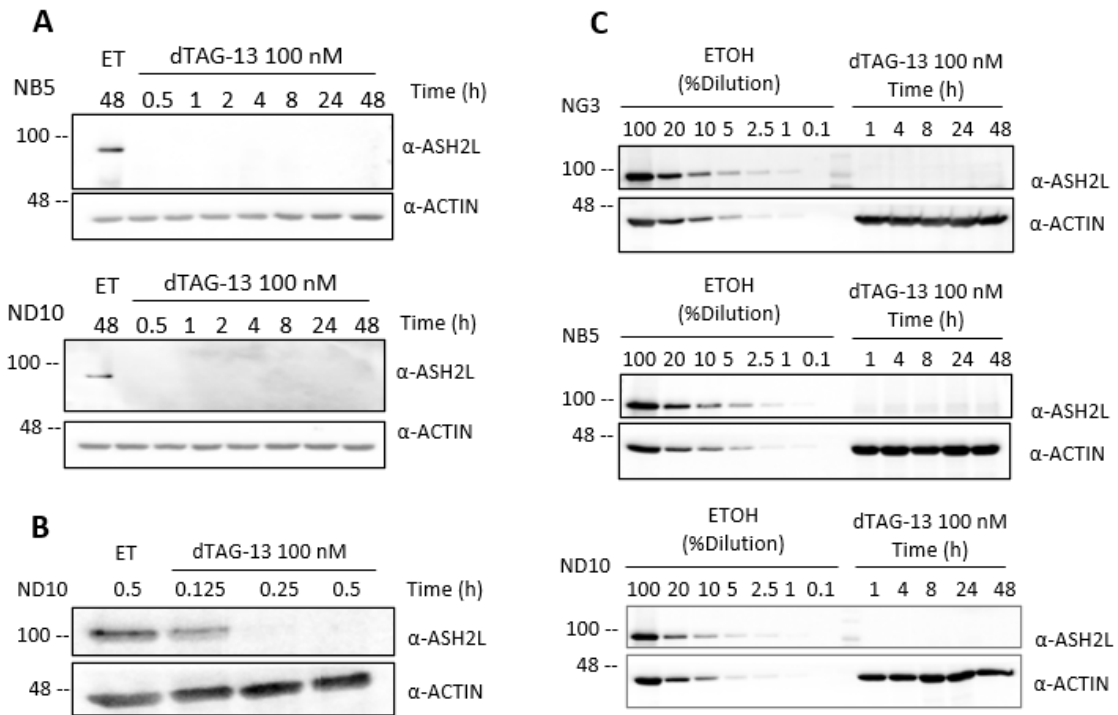 A
ET dTAG-13 100 nM
NB5
48 0.5 1 2 4 8 24 48 Time (h)
100 --
α-ASH2L
48 --
α-ACTIN
ET dTAG-13 100 nM
ND10
48 0.5 1 2 4 8 24 48 Time (h)
100 --
α-ASH2L
48 --
α-ACTIN
B
ET dTAG-13 100 nM
ND10 0.5 0.125 0.25 0.5 Time (h)
100 --
α-ASH2L
48 --
α-ACTIN
C
ETOH dTAG-13 100 nM
(%Dilution) Time (h)
NG3
100 20 10 5 2.5 1 0.1 1 4 8 24 48
100 --
α-ASH2L
48 --
α-ACTIN
ETOH dTAG-13 100 nM
(%Dilution) Time (h)
NB5
100 20 10 5 2.5 1 0.1 1 4 8 24 48
100 --
α-ASH2L
48 --
α-ACTIN
ETOH dTAG-13 100 nM
(%Dilution) Time (h)
ND10
100 20 10 5 2.5 1 0.1 1 4 8 24 48
100 --
α-ASH2L
48 --
α-ACTIN